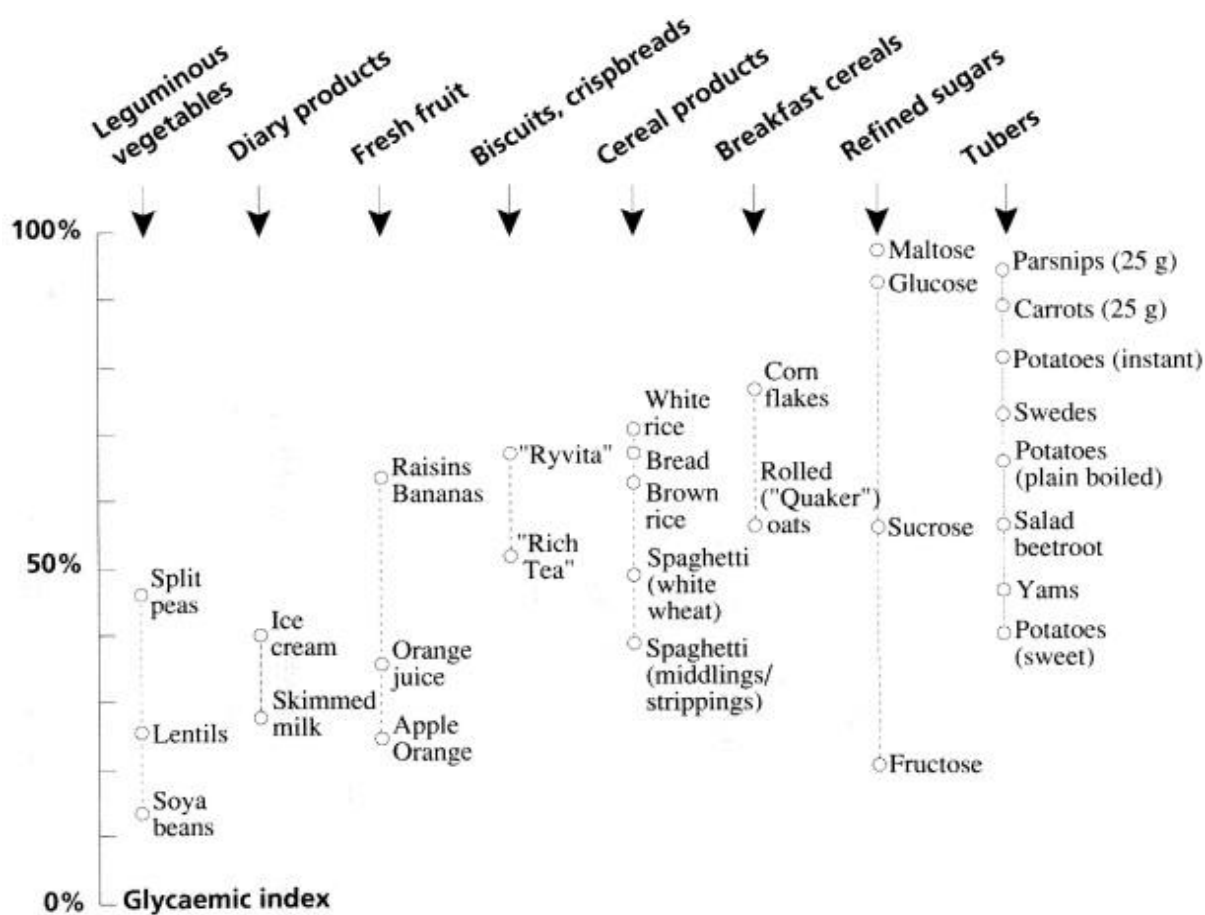 Leguminous
vegetables
Diary products
Fresh fruit
Biscuits, crispbreads
Cereal products
Breakfast cereals
Refined sugars
Tubers
100%
50%
0%
Glycaemic index
Split
peas
Lentils
Soya
beans
Ice
cream
Skimmed
milk
Raisins
Bananas
Orange
juice
Apple
Orange
"Ryvita"
"Rich
Tea"
White
rice
Bread
Brown
rice
Spaghetti
(white
wheat)
Spaghetti
(middlings/
strippings)
Corn
flakes
Rolled
("Quaker")
oats
Maltose
Glucose
Sucrose
Fructose
Parsnips (25 g)
Carrots (25 g)
Potatoes (instant)
Swedes
Potatoes
(plain boiled)
Salad
beetroot
Yams
Potatoes
(sweet)